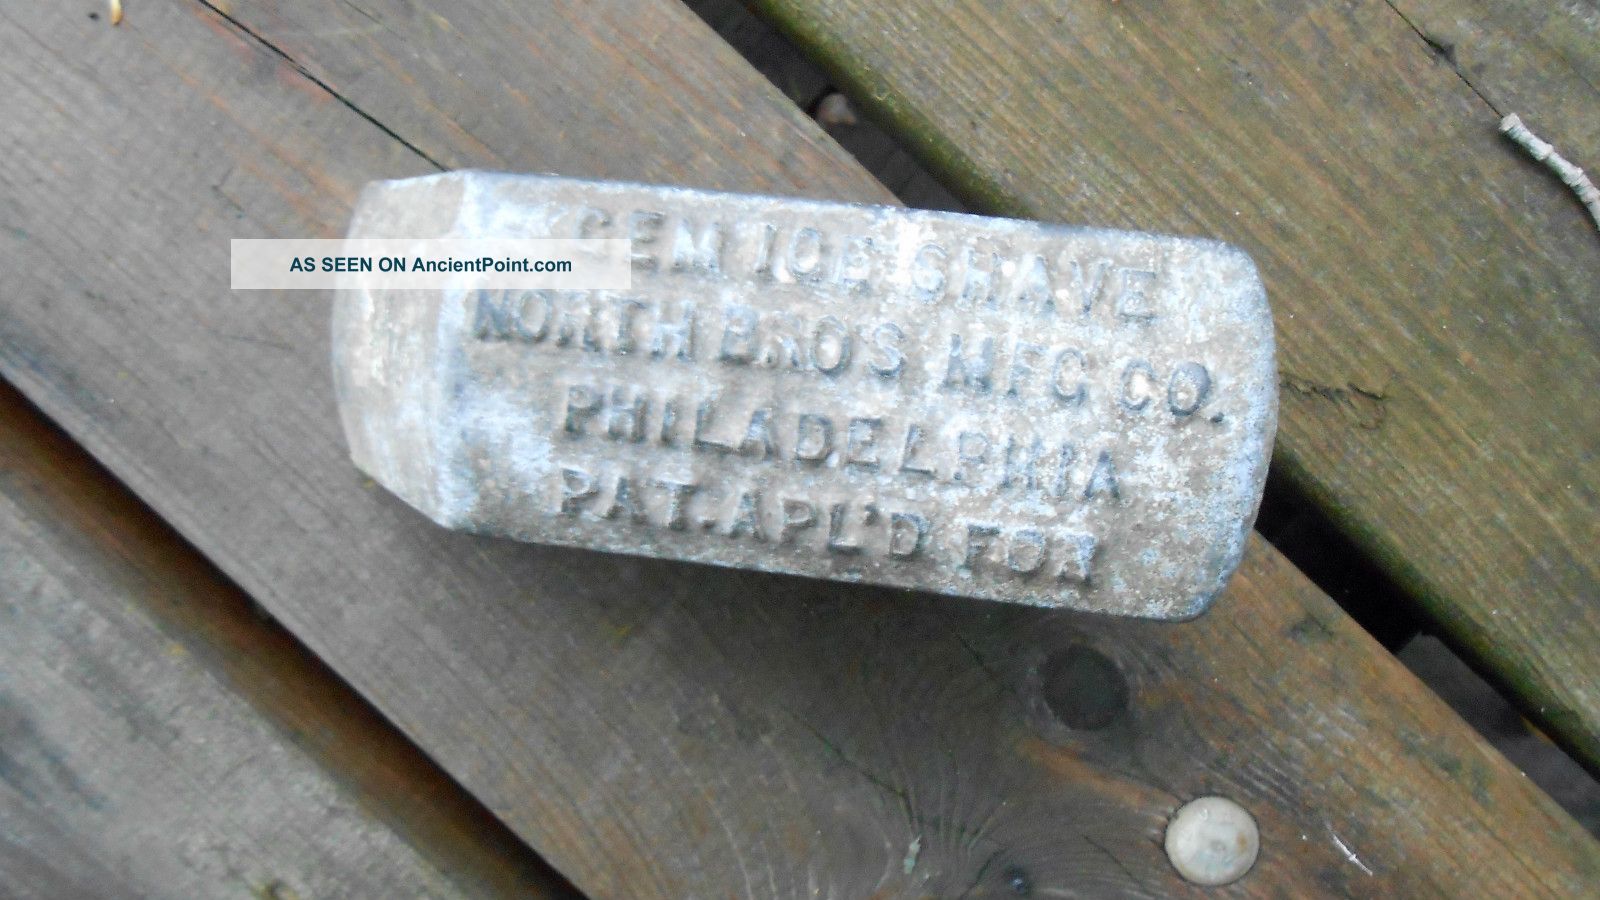 GEM ICE SHAVE
AS SEEN ON AncientPoint.com
NORTH BRO'S MFG CO.
PHILADELPHIA
PAT. APL'D FOR